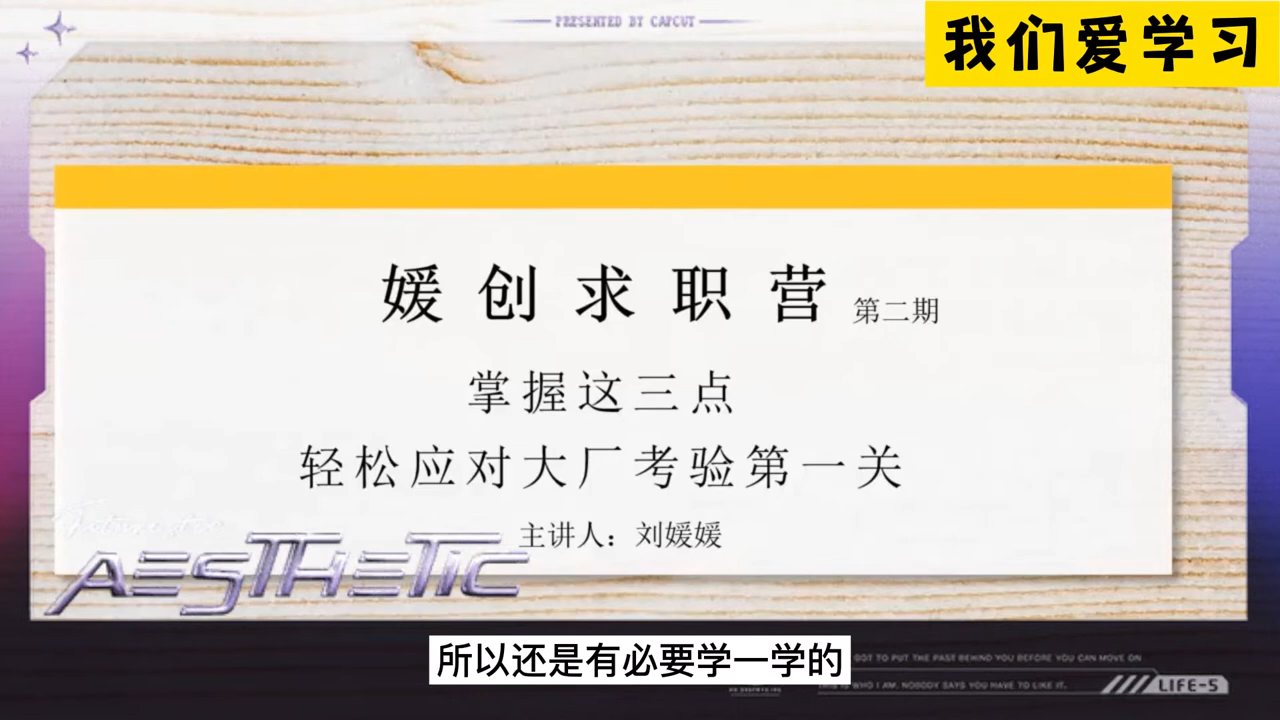 PRESENTED BY CAPCUT
我们爱学习
媛创求职营 第二期
掌握这三点
轻松应对大厂考验第一关
主讲人：刘媛媛
Futuristic
AESTHETIC
所以还是有必要学一学的
GOT TO PUT THE PAST BEHIND YOU BEFORE YOU CAN MOVE ON
THIS IS WHO I AM. NOBODY SAYS YOU HAVE TO LIKE IT.
LIFE-5